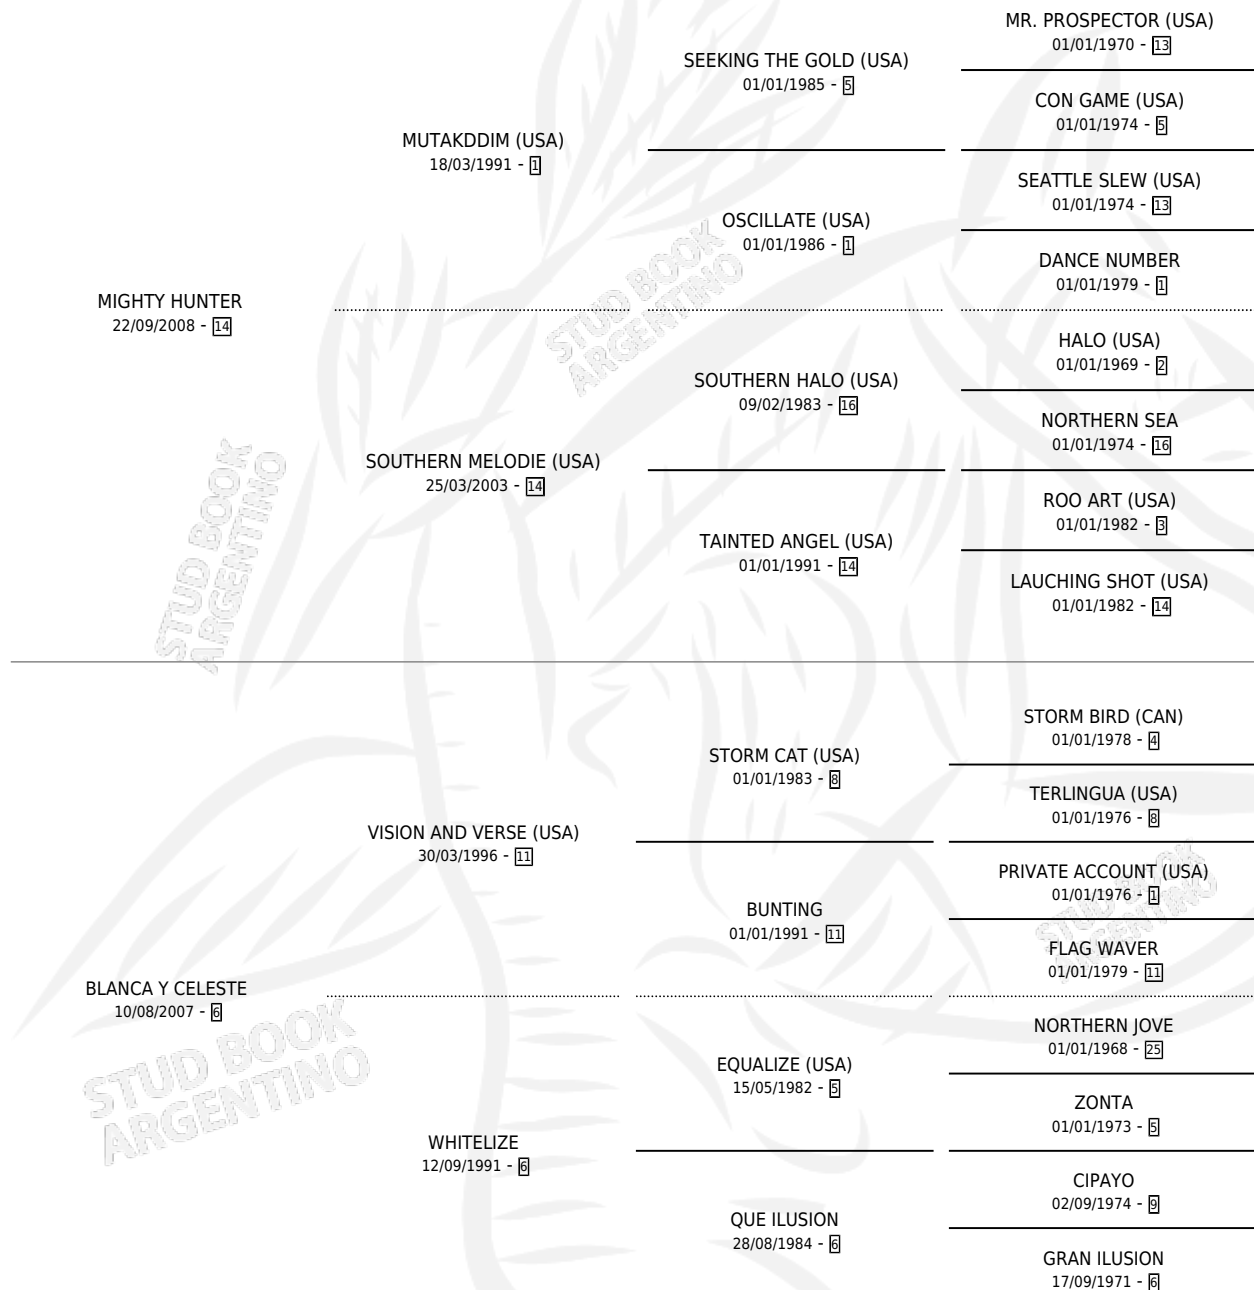 MR. PROSPECTOR (USA)
01/01/1970 - 13
SEEKING THE GOLD (USA)
01/01/1985 - 5
CON GAME (USA)
01/01/1974 - 5
MUTAKDDIM (USA)
18/03/1991 - 1
SEATTLE SLEW (USA)
01/01/1974 - 13
OSCILLATE (USA)
01/01/1986 - 1
DANCE NUMBER
01/01/1979 - 1
MIGHTY HUNTER
22/09/2008 - 14
HALO (USA)
01/01/1969 - 2
SOUTHERN HALO (USA)
09/02/1983 - 16
NORTHERN SEA
01/01/1974 - 16
SOUTHERN MELODIE (USA)
25/03/2003 - 14
ROO ART (USA)
01/01/1982 - 3
TAINTED ANGEL (USA)
01/01/1991 - 14
LAUCHING SHOT (USA)
01/01/1982 - 14
STORM BIRD (CAN)
01/01/1978 - 4
STORM CAT (USA)
01/01/1983 - 8
TERLINGUA (USA)
01/01/1976 - 8
VISION AND VERSE (USA)
30/03/1996 - 11
PRIVATE ACCOUNT (USA)
01/01/1976 - 1
BUNTING
01/01/1991 - 11
FLAG WAVER
01/01/1979 - 11
BLANCA Y CELESTE
10/08/2007 - 6
NORTHERN JOVE
01/01/1968 - 25
EQUALIZE (USA)
15/05/1982 - 5
ZONTA
01/01/1973 - 5
WHITELIZE
12/09/1991 - 6
CIPAYO
02/09/1974 - 9
QUE ILUSION
28/08/1984 - 6
GRAN ILUSION
17/09/1971 - 6
STUD BOOK
ARGENTINO
STUD BOOK
ARGENTINO
STUD BOOK
ARGENTINO
STUD BOOK
ARGENTINO